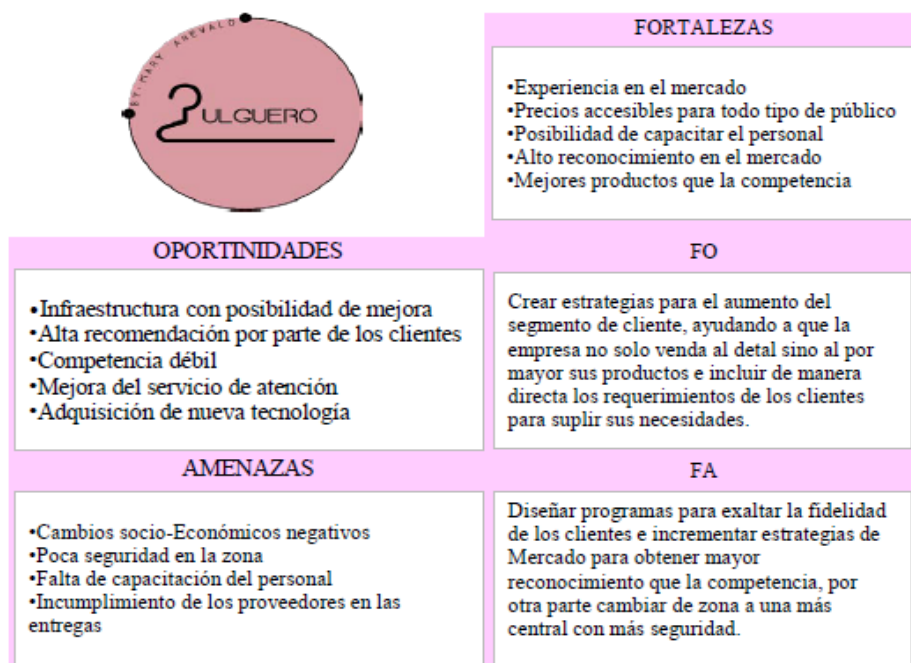 BY: MARY AREVALO
PULGUERO
FORTALEZAS
•Experiencia en el mercado
•Precios accesibles para todo tipo de público
•Posibilidad de capacitar el personal
•Alto reconocimiento en el mercado
•Mejores productos que la competencia
OPORTINIDADES
•Infraestructura con posibilidad de mejora
•Alta recomendación por parte de los clientes
•Competencia débil
•Mejora del servicio de atención
•Adquisición de nueva tecnología
FO
Crear estrategias para el aumento del
segmento de cliente, ayudando a que la
empresa no solo venda al detal sino al por
mayor sus productos e incluir de manera
directa los requerimientos de los clientes
para suplir sus necesidades.
AMENAZAS
•Cambios socio-Económicos negativos
•Poca seguridad en la zona
•Falta de capacitación del personal
•Incumplimiento de los proveedores en las
entregas
FA
Diseñar programas para exaltar la fidelidad
de los clientes e incrementar estrategias de
Mercado para obtener mayor
reconocimiento que la competencia, por
otra parte cambiar de zona a una más
central con más seguridad.